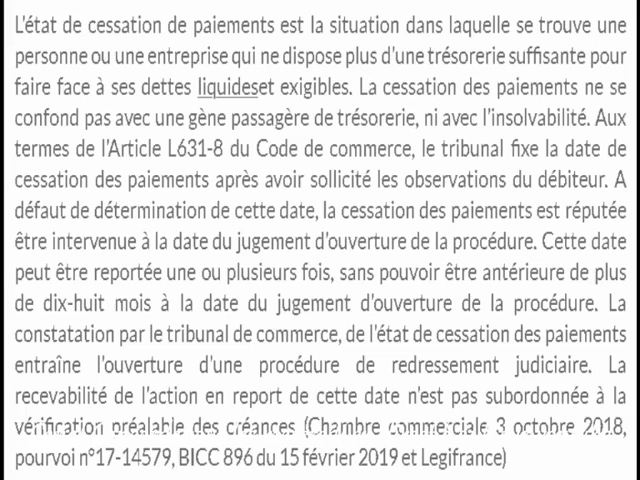 L'état de cessation de paiements est la situation dans laquelle se trouve une
personne ou une entreprise qui ne dispose plus d'une trésorerie suffisante pour
faire face à ses dettes liquideset exigibles. La cessation des paiements ne se
confond pas avec une gène passagère de trésorerie, ni avec l'insolvabilité. Aux
termes de l'Article L631-8 du Code de commerce, le tribunal fixe la date de
cessation des paiements après avoir sollicité les observations du débiteur. A
défaut de détermination de cette date, la cessation des paiements est réputée
être intervenue à la date du jugement d'ouverture de la procédure. Cette date
peut être reportée une ou plusieurs fois, sans pouvoir être antérieure de plus
de dix-huit mois à la date du jugement d'ouverture de la procédure. La
constatation par le tribunal de commerce, de l'état de cessation des paiements
entraîne l'ouverture d'une procédure de redressement judiciaire. La
recevabilité de l'action en report de cette date n'est pas subordonnée à la
vérification préalable des créances (Chambre commerciale 3 octobre 2018,
pourvoi n°17-14579, BICC 896 du 15 février 2019 et Legifrance)